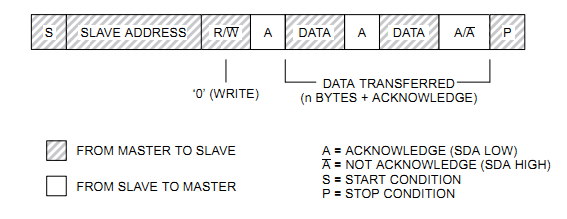 S SLAVE ADDRESS R/W̅ A DATA A DATA A/A̅ P
‘0’ (WRITE)
DATA TRANSFERRED
(n BYTES + ACKNOWLEDGE)
FROM MASTER TO SLAVE
FROM SLAVE TO MASTER
A = ACKNOWLEDGE (SDA LOW)
A̅ = NOT ACKNOWLEDGE (SDA HIGH)
S = START CONDITION
P = STOP CONDITION